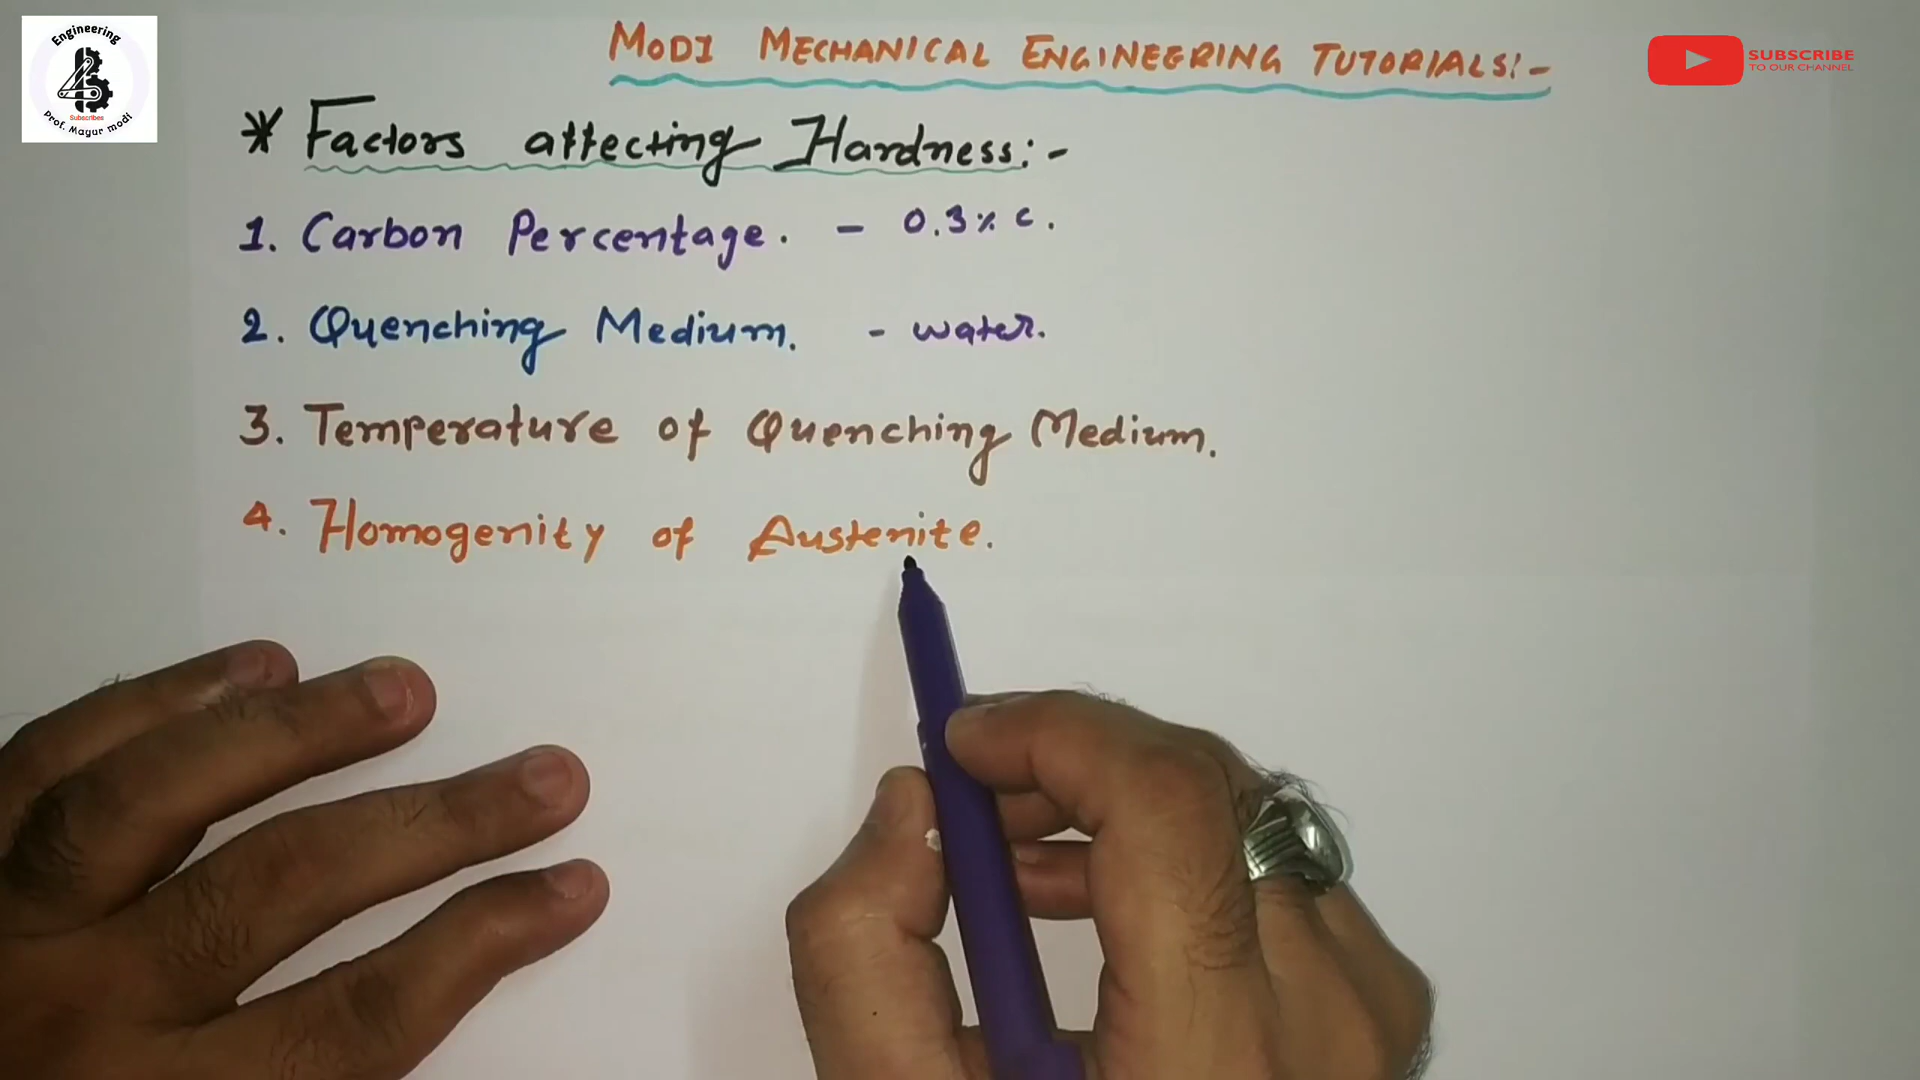 Engineering
Subscribes
Prof. Mayur modi
MODI MECHANICAL ENGINEERING TUTORIALS:-
SUBSCRIBE
TO OUR CHANNEL
* Factors affecting Hardness:-
1. Carbon Percentage. - 0.3% C.
2. Quenching Medium. - water.
3. Temperature of Quenching Medium.
4. Homogenity of Austenite.